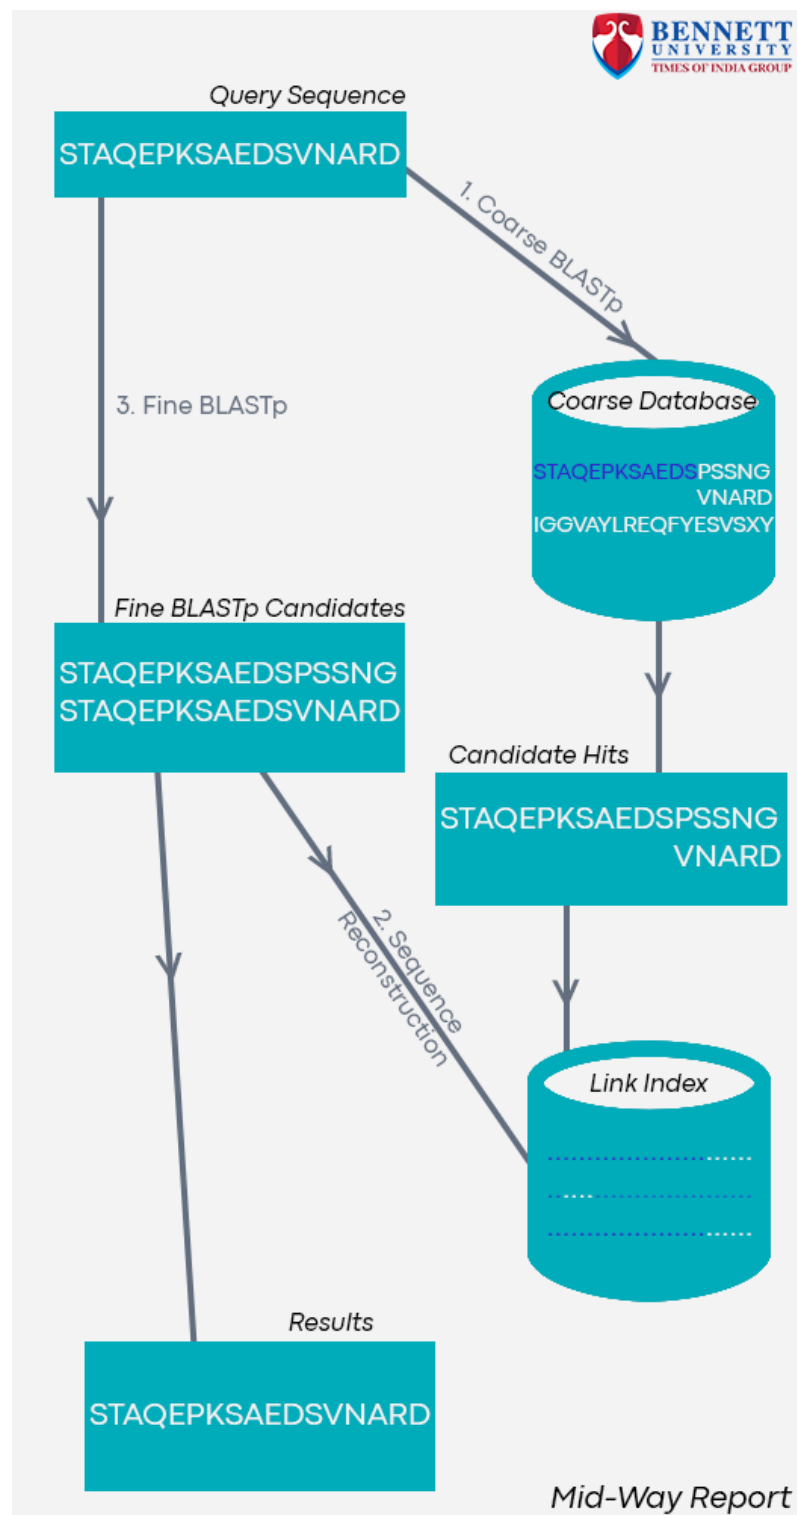 BENNETT
UNIVERSITY
TIMES OF INDIA GROUP
Query Sequence
STAQEPKSAEDSVNARD
1. Coarse BLASTp
3. Fine BLASTp
Coarse Database
STAQEPKSAEDSPSSNG
VNARD
IGGVAYLREQFYESVSXY
Fine BLASTp Candidates
STAQEPKSAEDSPSSNG
STAQEPKSAEDSVNARD
Candidate Hits
STAQEPKSAEDSPSSNG
VNARD
2. Sequence
Reconstruction
Link Index
Results
STAQEPKSAEDSVNARD
Mid-Way Report